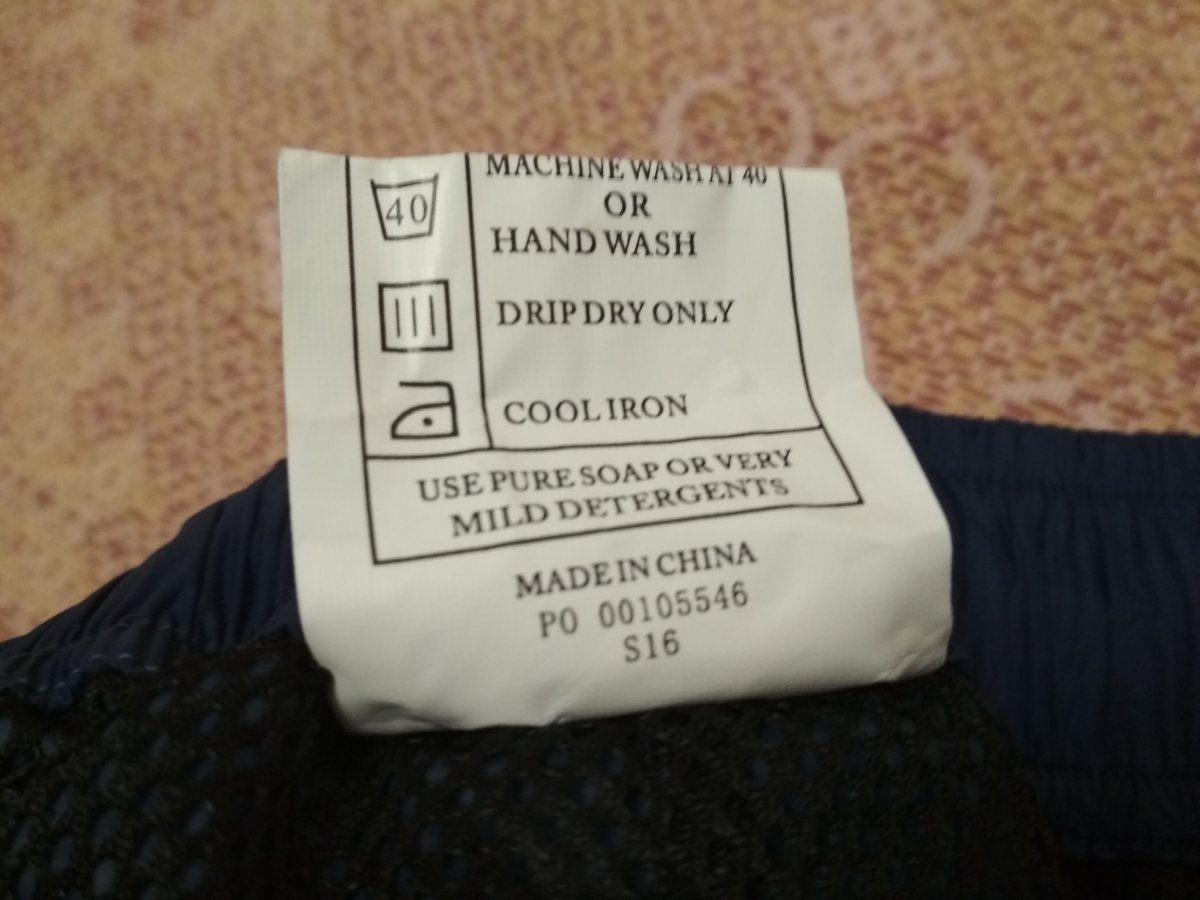 MACHINE WASH AT 40
40
OR
HAND WASH
DRIP DRY ONLY
COOL IRON
USE PURE SOAP OR VERY
MILD DETERGENTS
MADE IN CHINA
PO 00105546
S16